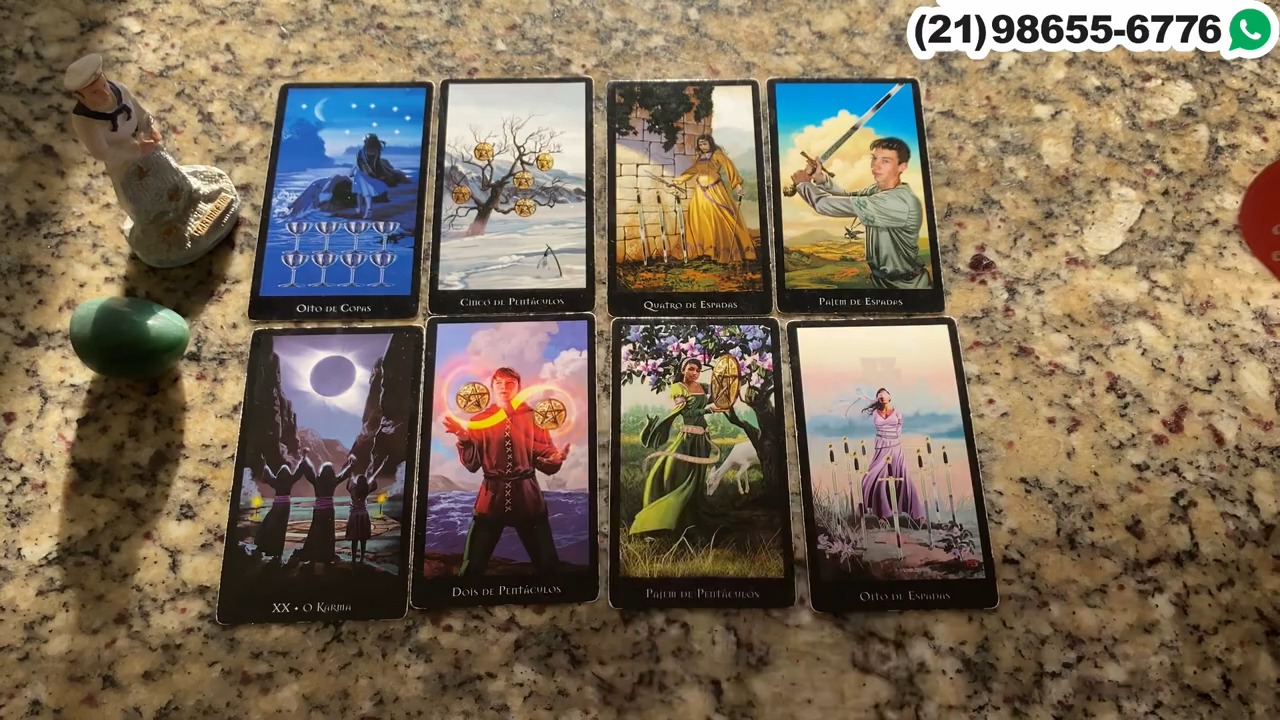 (21)98655-6776
Oito de Copas
Cinco de Pentáculos
Quatro de Espadas
Pajem de Espadas
XX • O Karma
Dois de Pentáculos
Pajem de Pentáculos
Oito de Espadas